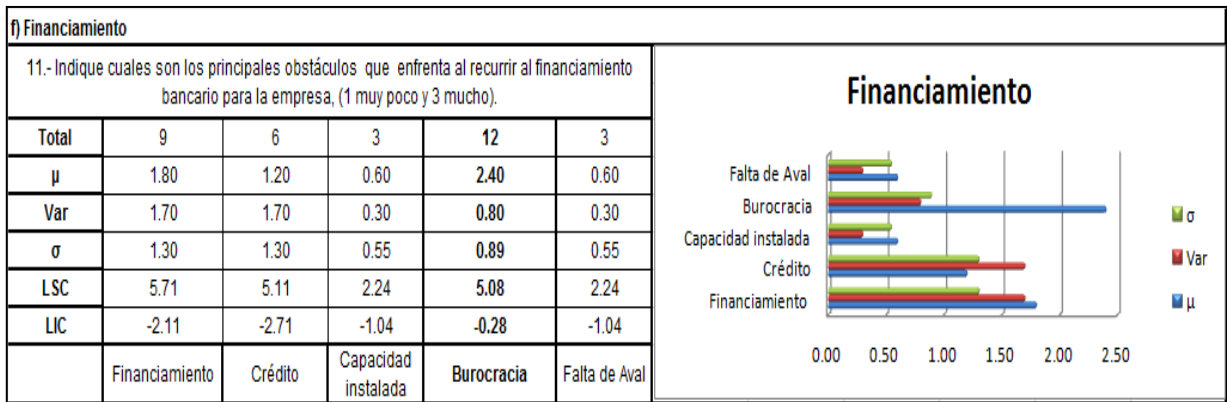 f) Financiamiento
11.- Indique cuales son los principales obstáculos que enfrenta al recurrir al financiamiento
bancario para la empresa, (1 muy poco y 3 mucho).
Total 9 6 3 12 3
μ 1.80 1.20 0.60 2.40 0.60
Var 1.70 1.70 0.30 0.80 0.30
σ 1.30 1.30 0.55 0.89 0.55
LSC 5.71 5.11 2.24 5.08 2.24
LIC -2.11 -2.71 -1.04 -0.28 -1.04
Financiamiento Crédito Capacidad instalada Burocracia Falta de Aval
Financiamiento
Falta de Aval
Burocracia
Capacidad instalada
Crédito
Financiamiento
0.00 0.50 1.00 1.50 2.00 2.50
σ
Var
μ